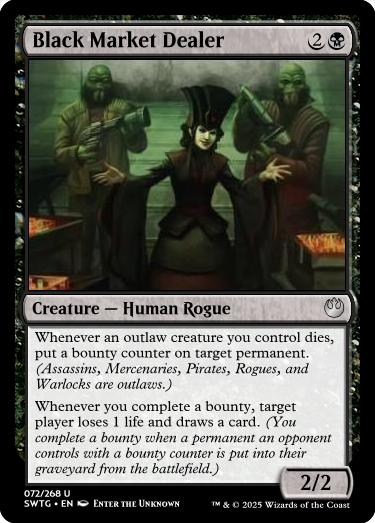 Black Market Dealer 2
Creature — Human Rogue
Whenever an outlaw creature you control dies,
put a bounty counter on target permanent.
(Assassins, Mercenaries, Pirates, Rogues, and
Warlocks are outlaws.)
Whenever you complete a bounty, target
player loses 1 life and draws a card. (You
complete a bounty when a permanent an opponent
controls with a bounty counter is put into their
graveyard from the battlefield.)
2/2
072/268 U
SWTG • EN Enter the Unknown ™ & © 2025 Wizards of the Coast